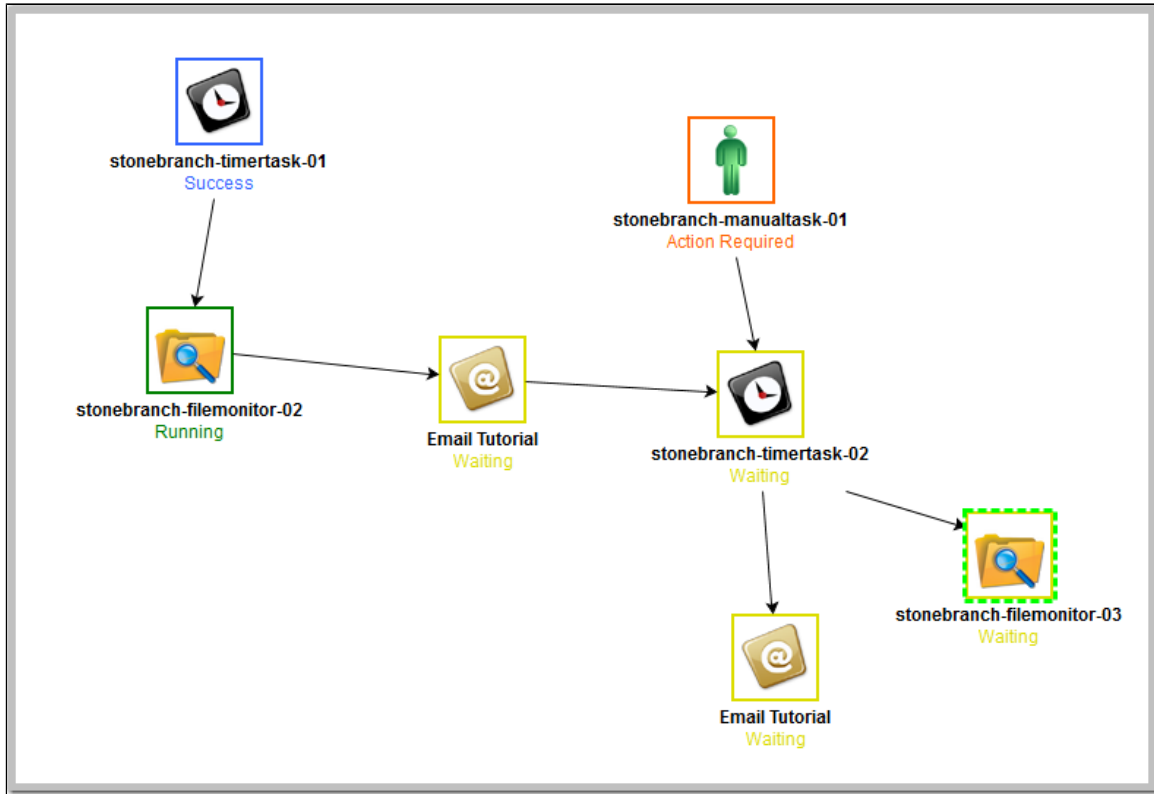 stonebranch-timertask-01
Success
stonebranch-manualtask-01
Action Required
stonebranch-filemonitor-02
Running
@
Email Tutorial
Waiting
stonebranch-timertask-02
Waiting
stonebranch-filemonitor-03
Waiting
@
Email Tutorial
Waiting